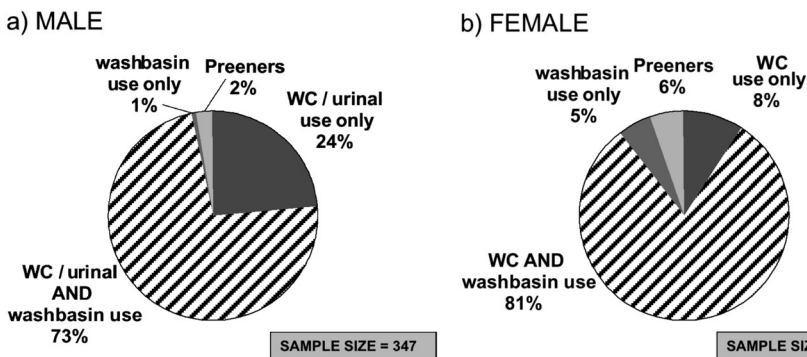 a) MALE
washbasin
use only
1%
Preeners
2%
WC / urinal
use only
24%
WC / urinal
AND
washbasin use
73%
SAMPLE SIZE = 347
b) FEMALE
washbasin
use only
5%
Preeners
6%
WC
use only
8%
WC AND
washbasin use
81%
SAMPLE